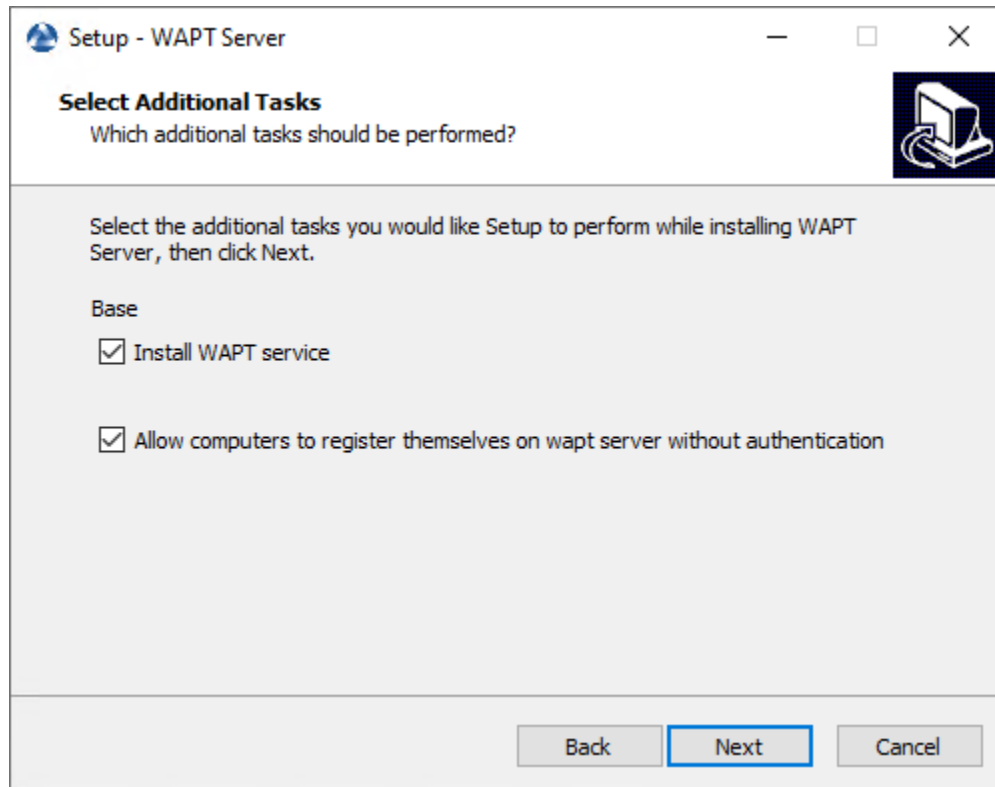 Setup - WAPT Server
Select Additional Tasks
Which additional tasks should be performed?
Select the additional tasks you would like Setup to perform while installing WAPT
Server, then click Next.
Base
Install WAPT service
Allow computers to register themselves on wapt server without authentication
Back
Next
Cancel